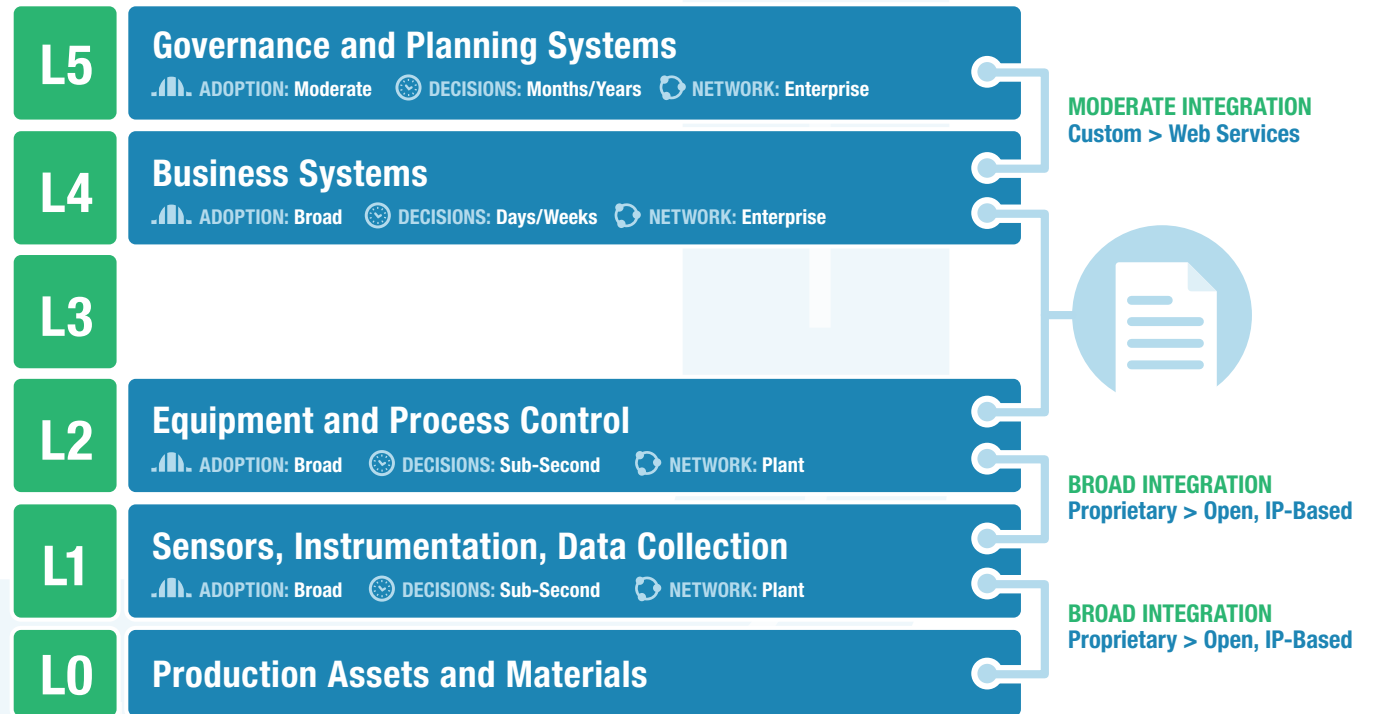 L5
Governance and Planning Systems
ADOPTION: Moderate DECISIONS: Months/Years NETWORK: Enterprise
MODERATE INTEGRATION
Custom > Web Services
L4
Business Systems
ADOPTION: Broad DECISIONS: Days/Weeks NETWORK: Enterprise
L3
L2
Equipment and Process Control
ADOPTION: Broad DECISIONS: Sub-Second NETWORK: Plant
BROAD INTEGRATION
Proprietary > Open, IP-Based
L1
Sensors, Instrumentation, Data Collection
ADOPTION: Broad DECISIONS: Sub-Second NETWORK: Plant
BROAD INTEGRATION
Proprietary > Open, IP-Based
L0
Production Assets and Materials